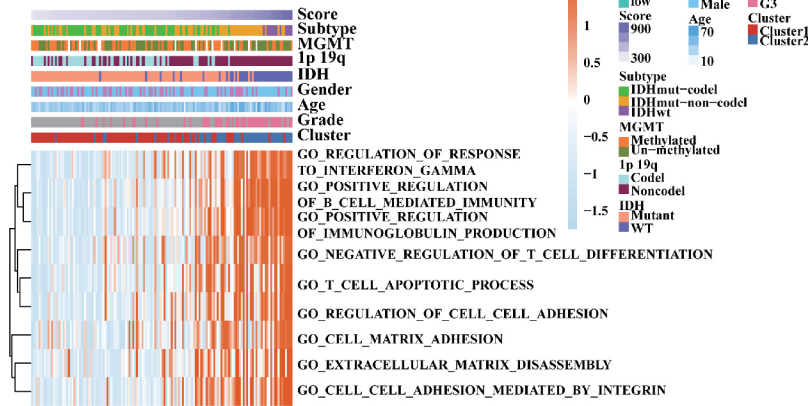 Score
Subtype
MGMT
1p 19q
IDH
Gender
Age
Grade
Cluster
GO_REGULATION_OF_RESPONSE
TO_INTERFERON_GAMMA
GO_POSITIVE_REGULATION
OF_B_CELL_MEDIATED_IMMUNITY
GO_POSITIVE_REGULATION
OF_IMMUNOGLOBULIN_PRODUCTION
GO_NEGATIVE_REGULATION_OF_T_CELL_DIFFERENTIATION
GO_T_CELL_APOPTOTIC_PROCESS
GO_REGULATION_OF_CELL_CELL_ADHESION
GO_CELL_MATRIX_ADHESION
GO_EXTRACELLULAR_MATRIX_DISASSEMBLY
GO_CELL_CELL_ADHESION_MEDIATED_BY_INTEGRIN
1
0.5
0
−0.5
−1
−1.5
low
Score
900
300
Subtype
IDHmut−codel
IDHmut−non−codel
IDHwt
MGMT
Methylated
Un−methylated
1p 19q
Codel
Noncodel
IDH
Mutant
WT
Male
Age
70
10
G3
Cluster
Cluster1
Cluster2